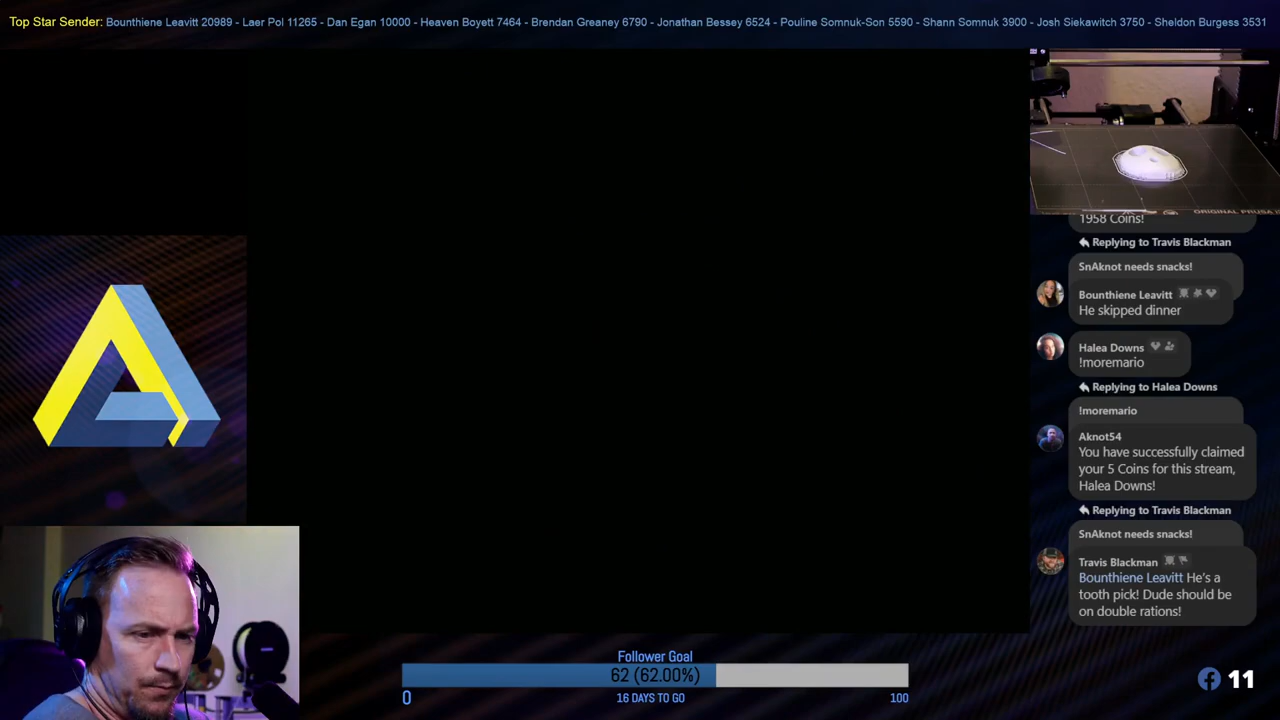 Top Star Sender: Bounthiene Leavitt 20989 - Laer Pol 11265 - Dan Egan 10000 - Heaven Boyett 7464 - Brendan Greaney 6790 - Jonathan Bessey 6524 - Pouline Somnuk-Son 5590 - Shann Somnuk 3900 - Josh Siekawitch 3750 - Sheldon Burgess 3531
ORIGINAL PRUSA
1958 Coins!
Replying to Travis Blackman
SnAknot needs snacks!
Bounthiene Leavitt
He skipped dinner
Halea Downs
!moremario
Replying to Halea Downs
!moremario
Aknot54
You have successfully claimed
your 5 Coins for this stream,
Halea Downs!
Replying to Travis Blackman
SnAknot needs snacks!
Travis Blackman
Bounthiene Leavitt He's a
tooth pick! Dude should be
on double rations!
Follower Goal
62 (62.00%)
0
16 DAYS TO GO
100
11